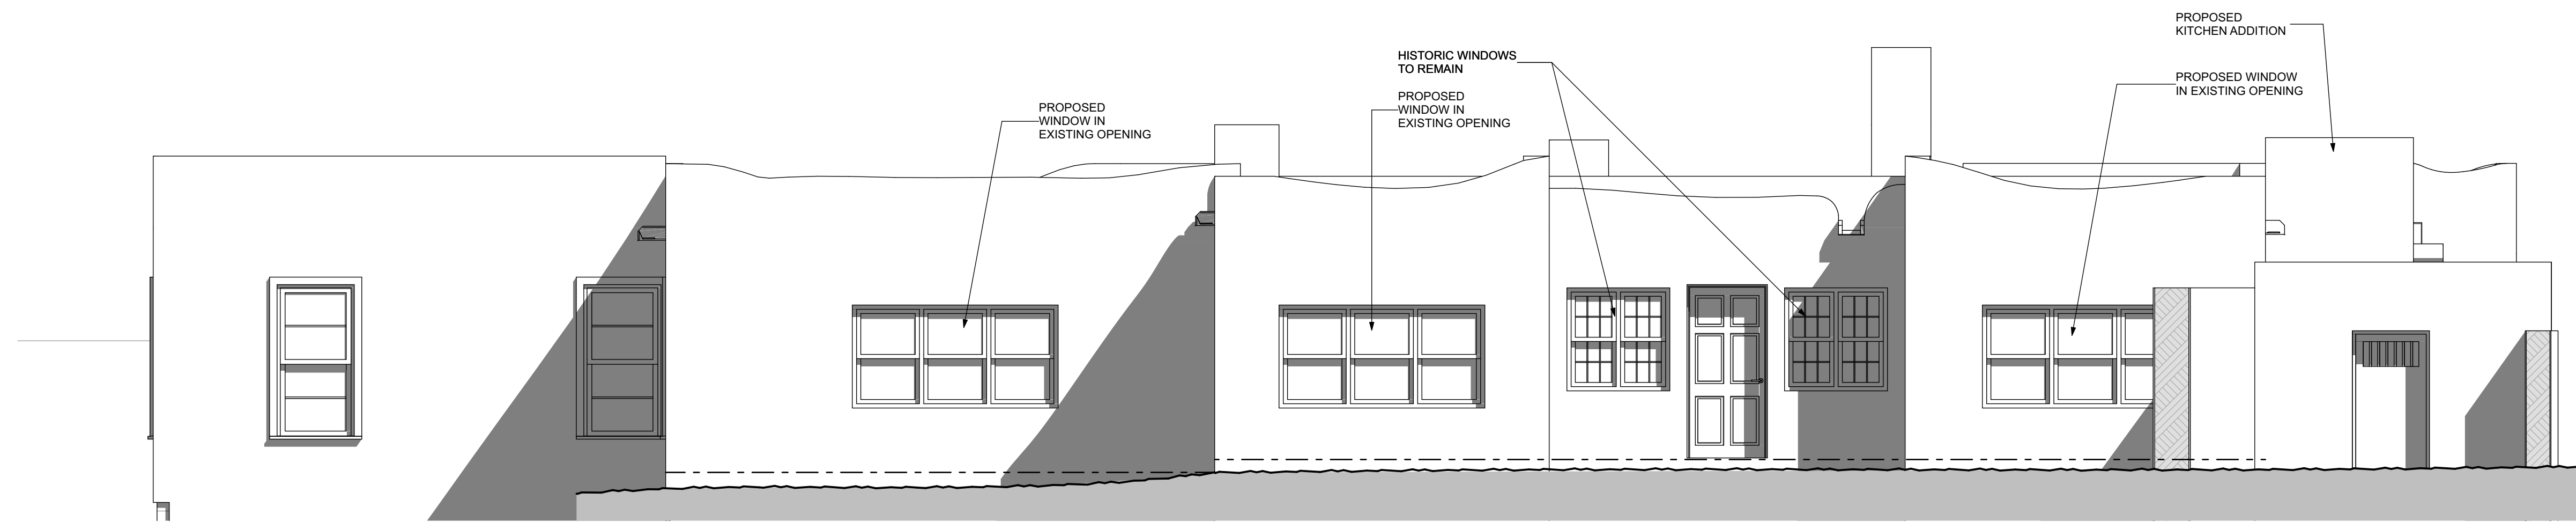 PROPOSED
WINDOW IN
EXISTING OPENING
HISTORIC WINDOWS
TO REMAIN
PROPOSED
WINDOW IN
EXISTING OPENING
PROPOSED
KITCHEN ADDITION
PROPOSED WINDOW
IN EXISTING OPENING